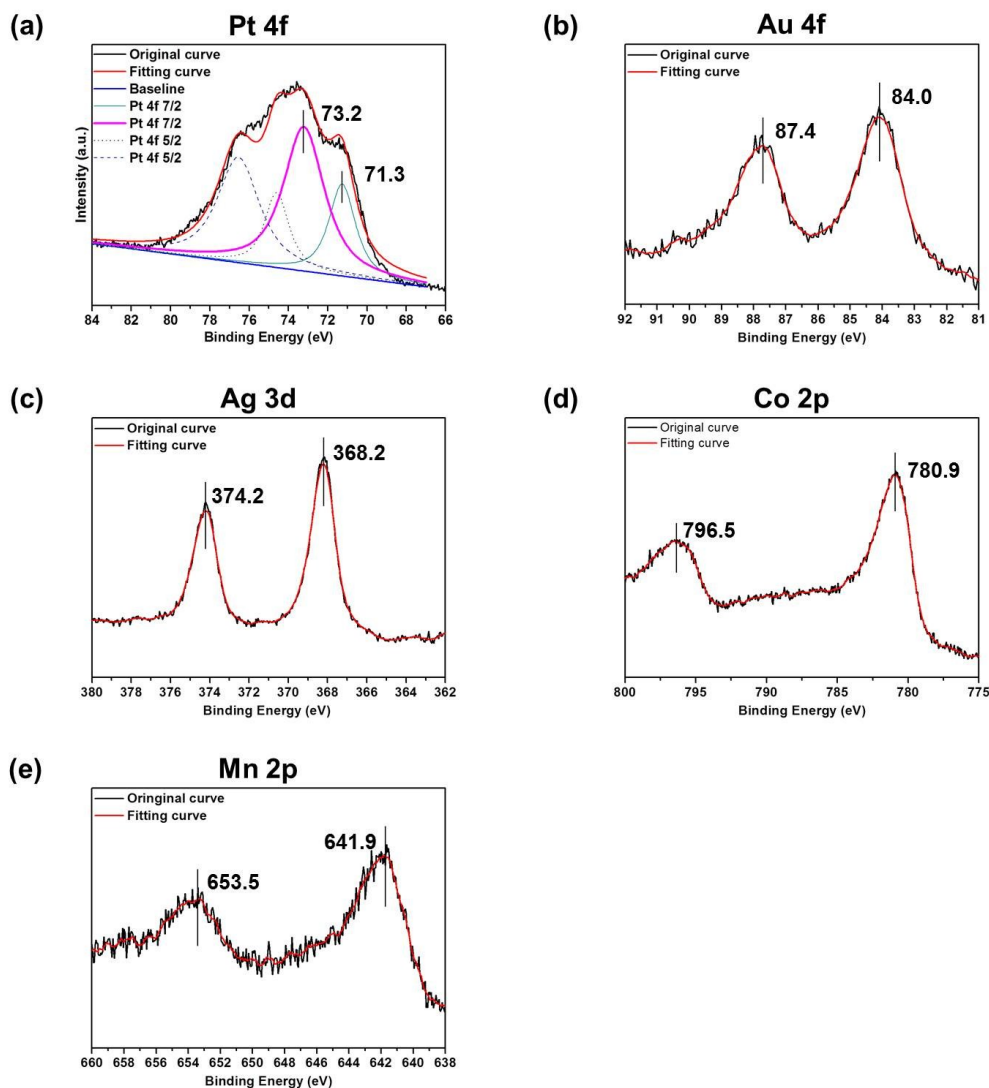 (a)
Pt 4f
Original curve
Fitting curve
Baseline
Pt 4f 7/2
Pt 4f 7/2
Pt 4f 5/2
Pt 4f 5/2
73.2
71.3
Intensity (a.u.)
84 80 78 76 74 72 70 68 66
Binding Energy (eV)
(b)
Au 4f
Original curve
Fitting curve
84.0
87.4
92 91 90 89 88 87 86 85 84 83 82 81
Binding Energy (eV)
(c)
Ag 3d
Original curve
Fitting curve
368.2
374.2
380 378 376 374 372 370 368 366 364 362
Binding Energy (eV)
(d)
Co 2p
Original curve
Fitting curve
780.9
796.5
800 795 790 785 780 775
Binding Energy (eV)
(e)
Mn 2p
Oringinal curve
Fitting curve
641.9
653.5
660 658 656 654 652 650 649 648 646 644 642 640 638
Binding Energy (eV)